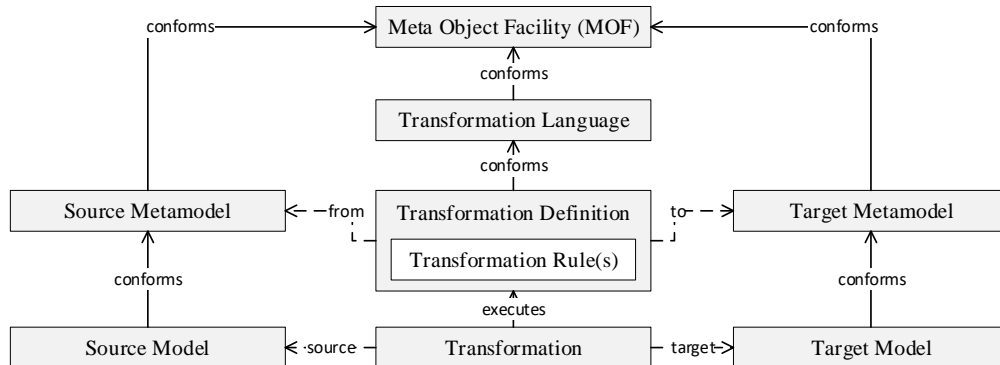 Meta Object Facility (MOF)
conforms
conforms
conforms
Transformation Language
conforms
Source Metamodel
from
Transformation Definition
to
Target Metamodel
Transformation Rule(s)
conforms
conforms
executes
Source Model
source
Transformation
target
Target Model